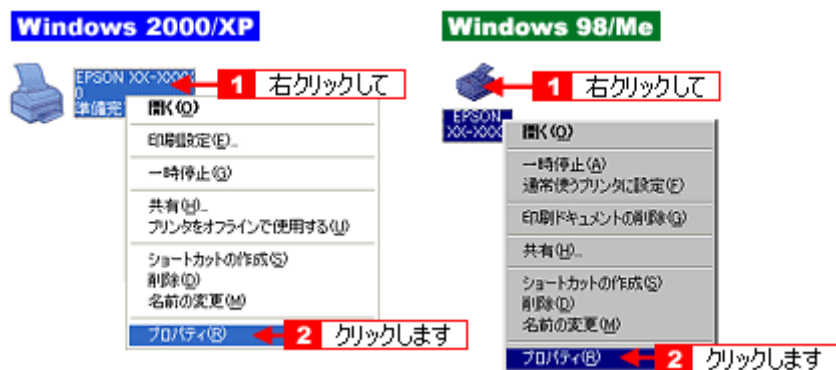 Windows 2000/XP
EPSON XX-XXXX
0
準備完
1 右クリックして
開く(O)
印刷設定(E)...
一時停止(G)
共有(H)...
プリンタをオフラインで使用する(U)
ショートカットの作成(S)
削除(D)
名前の変更(M)
プロパティ(R)
2 クリックします
Windows 98/Me
1 右クリックして
EPSON
XX-XXXX
開く(O)
一時停止(A)
通常使うプリンタに設定(F)
印刷ドキュメントの削除(G)
共有(H)...
ショートカットの作成(S)
削除(D)
名前の変更(M)
プロパティ(R)
2 クリックします